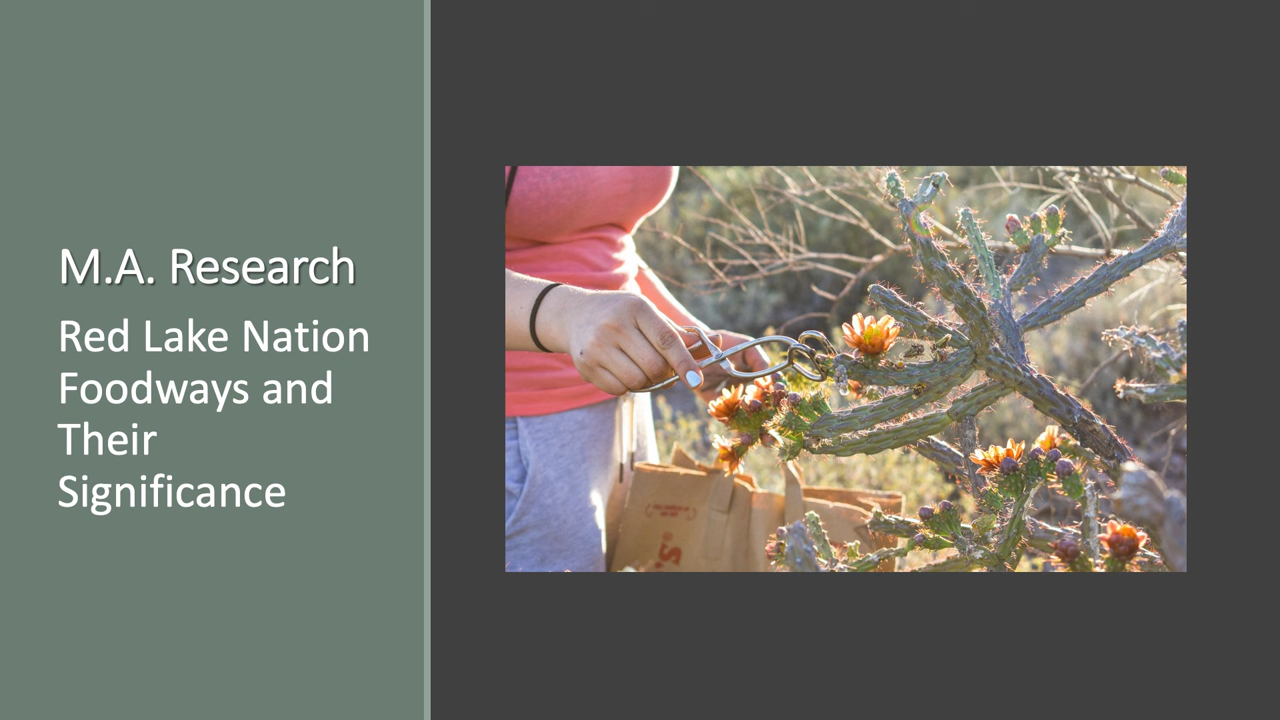 M.A. Research
Red Lake Nation
Foodways and
Their
Significance